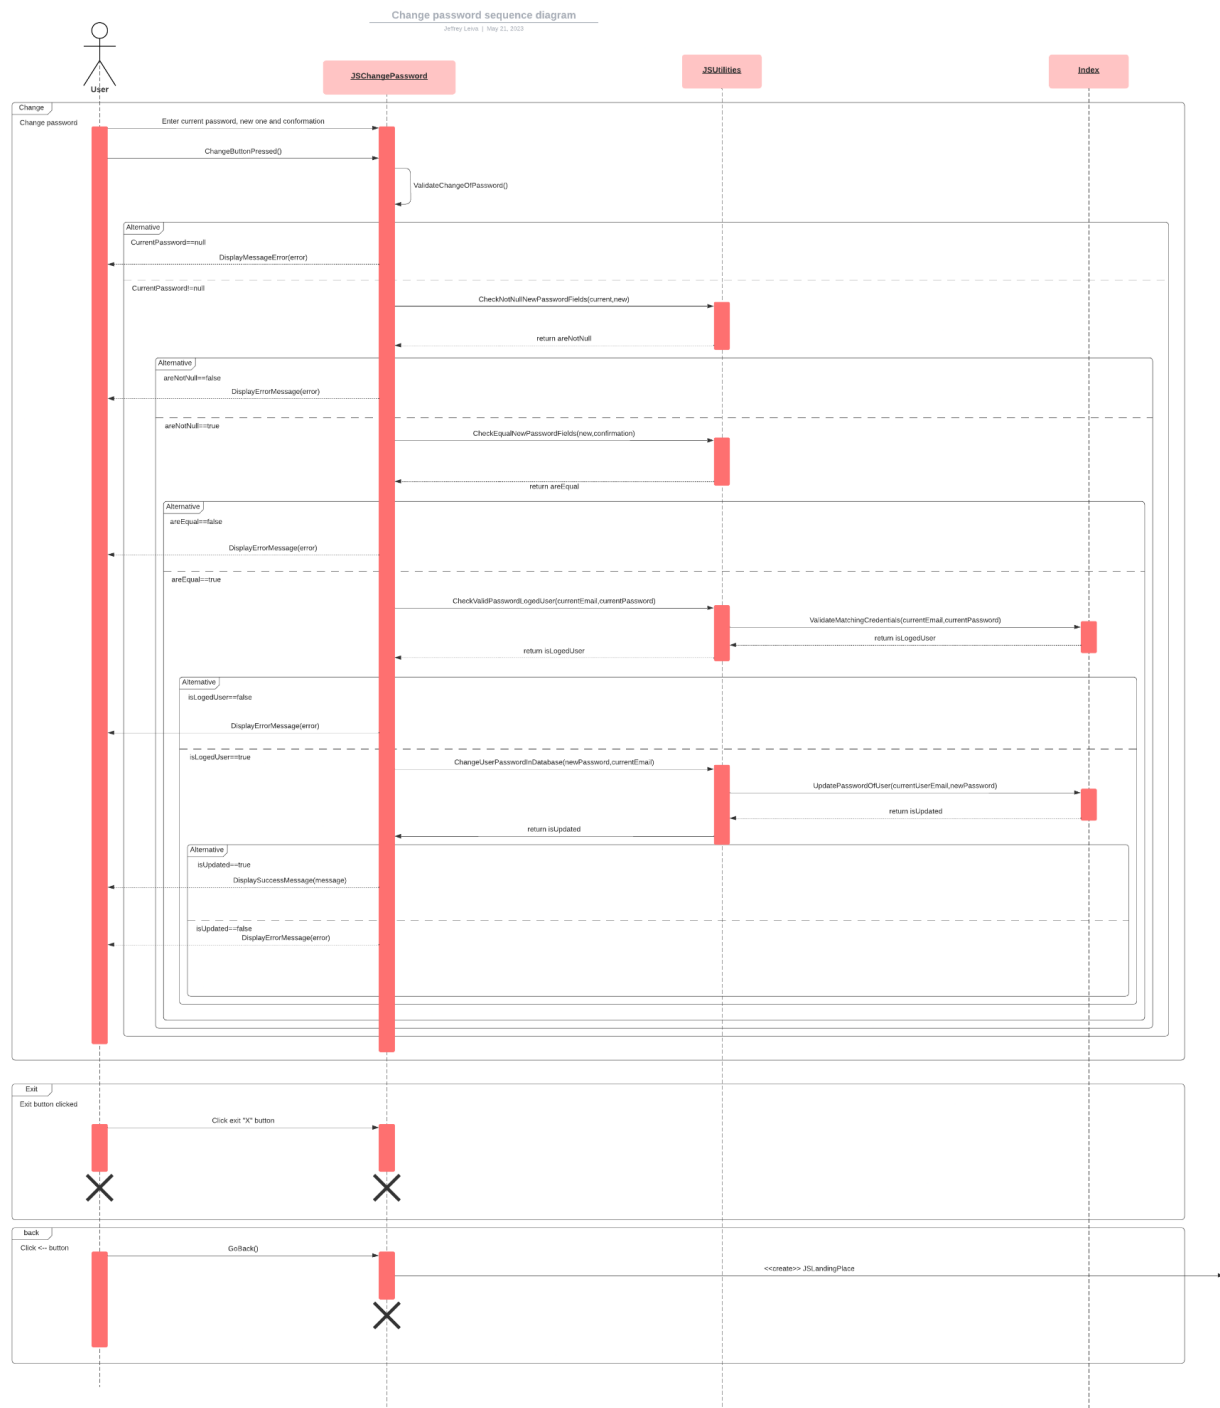 Change password sequence diagram
Jeffrey Lewis | May 21, 2023
User
JSChangePassword
JSUtilities
Index
Change
Change password
Enter current password, new one and conformation
ChangeButtonPressed()
ValidateChangeOfPassword()
Alternative
CurrentPassword==null
DisplayMessageError(error)
CurrentPassword!=null
CheckNotNullNewPasswordFields(current,new)
return areNotNull
Alternative
areNotNull==false
DisplayErrorMessage(error)
areNotNull==true
CheckEqualNewPasswordFields(new,confirmation)
return areEqual
Alternative
areEqual==false
DisplayErrorMessage(error)
areEqual==true
CheckValidPasswordLogedUser(currentEmail,currentPassword)
ValidateMatchingCredentials(currentEmail,currentPassword)
return isLogedUser
return isLogedUser
Alternative
isLogedUser==false
DisplayErrorMessage(error)
isLogedUser==true
ChangeUserPasswordInDatabase(newPassword,currentEmail)
UpdatePasswordOfUser(currentUserEmail,newPassword)
return isUpdated
return isUpdated
Alternative
isUpdated==true
DisplaySuccessMessage(message)
isUpdated==false
DisplayErrorMessage(error)
Exit
Exit button clicked
Click exit "X" button
back
Click <-- button
GoBack()
<<create>> JSLandingPlace